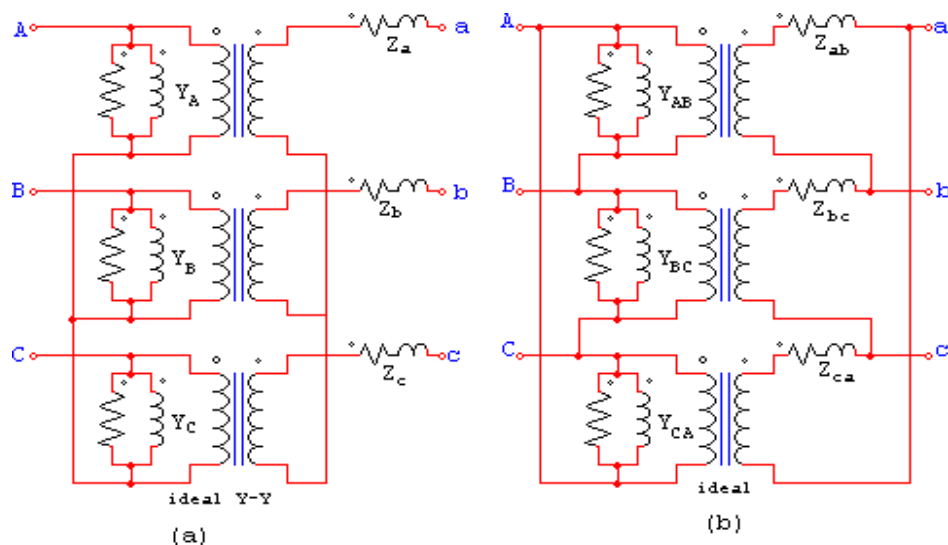 A
a
Z_a
Y_A
B
b
Z_b
Y_B
C
c
Z_c
Y_C
ideal Y-Y
(a)
A
a
Z_ab
Y_AB
B
b
Z_bc
Y_BC
C
c
Z_ca
Y_CA
ideal
(b)